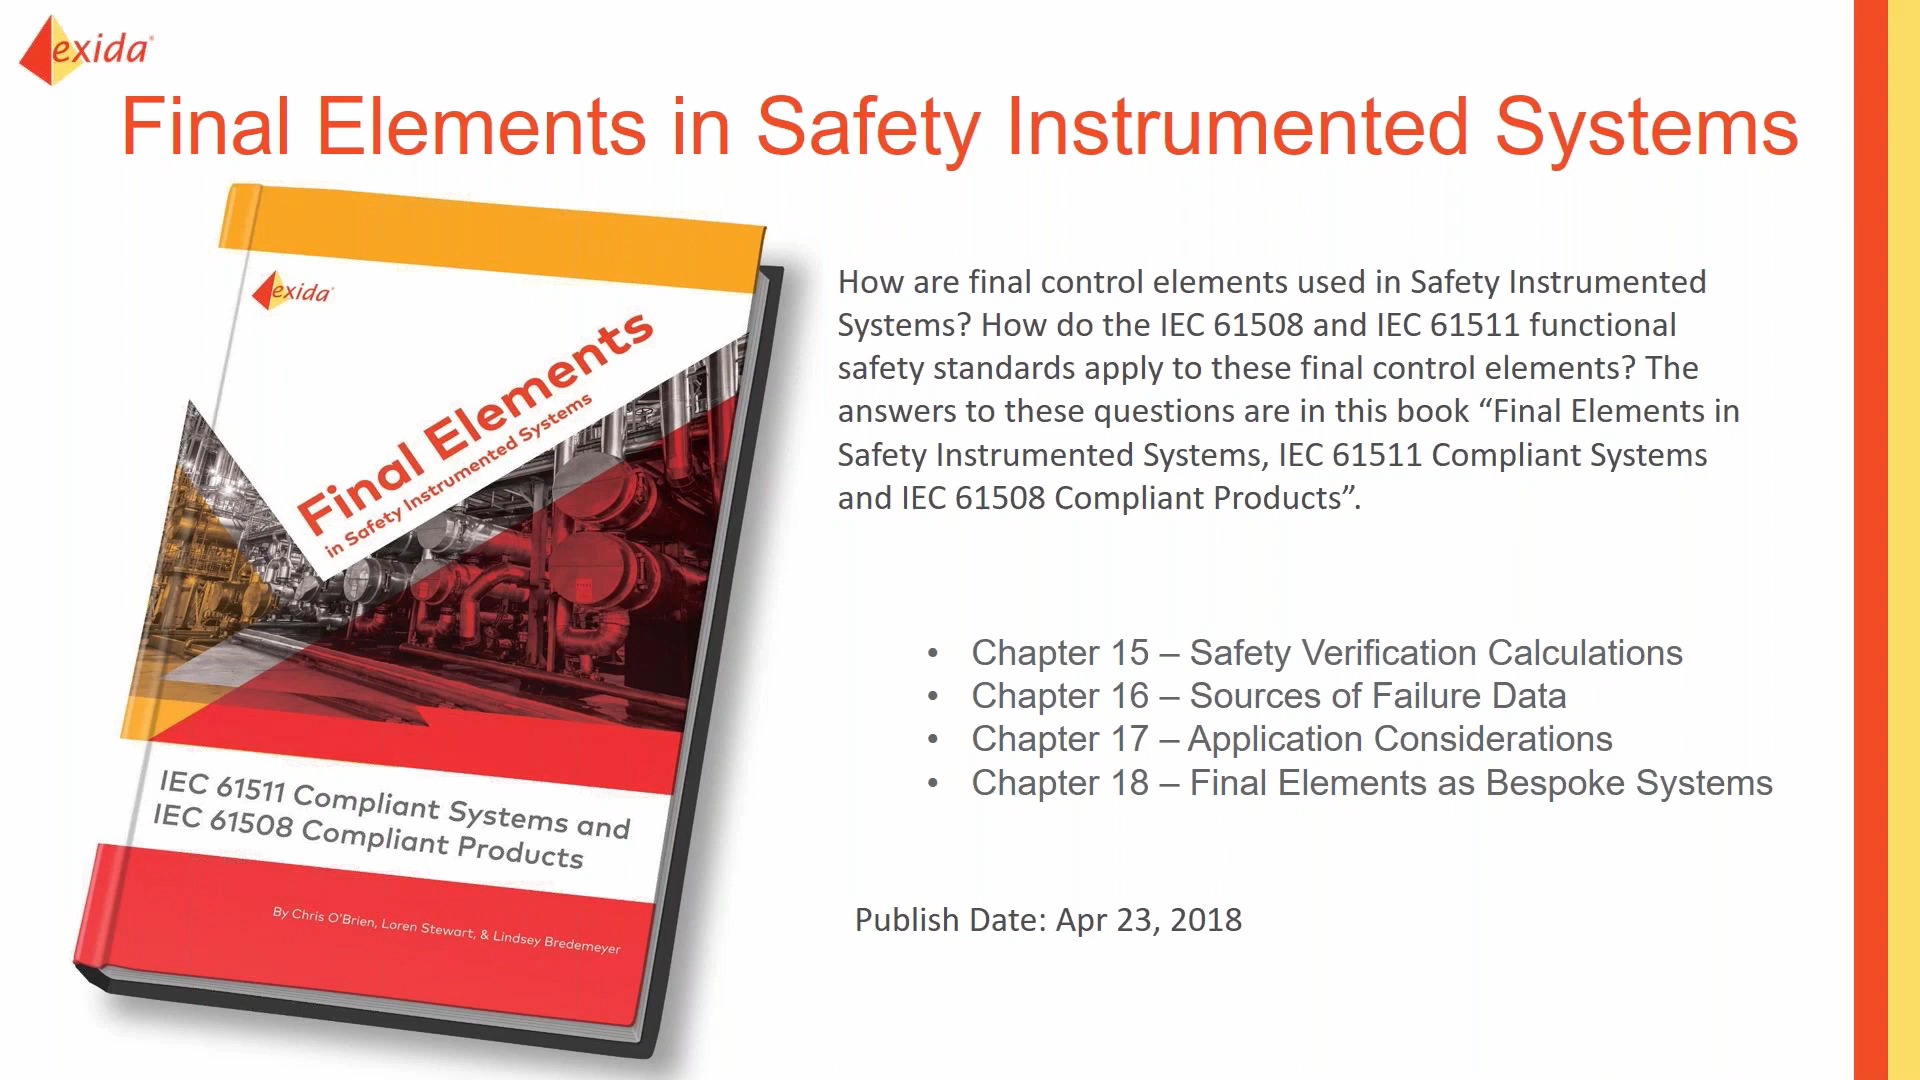 exida
Final Elements in Safety Instrumented Systems
exida
Final Elements
in Safety Instrumented Systems
IEC 61511 Compliant Systems and
IEC 61508 Compliant Products
By Chris O'Brien, Loren Stewart, & Lindsey Bredemeyer
How are final control elements used in Safety Instrumented
Systems? How do the IEC 61508 and IEC 61511 functional
safety standards apply to these final control elements? The
answers to these questions are in this book “Final Elements in
Safety Instrumented Systems, IEC 61511 Compliant Systems
and IEC 61508 Compliant Products”.
• Chapter 15 – Safety Verification Calculations
• Chapter 16 – Sources of Failure Data
• Chapter 17 – Application Considerations
• Chapter 18 – Final Elements as Bespoke Systems
Publish Date: Apr 23, 2018